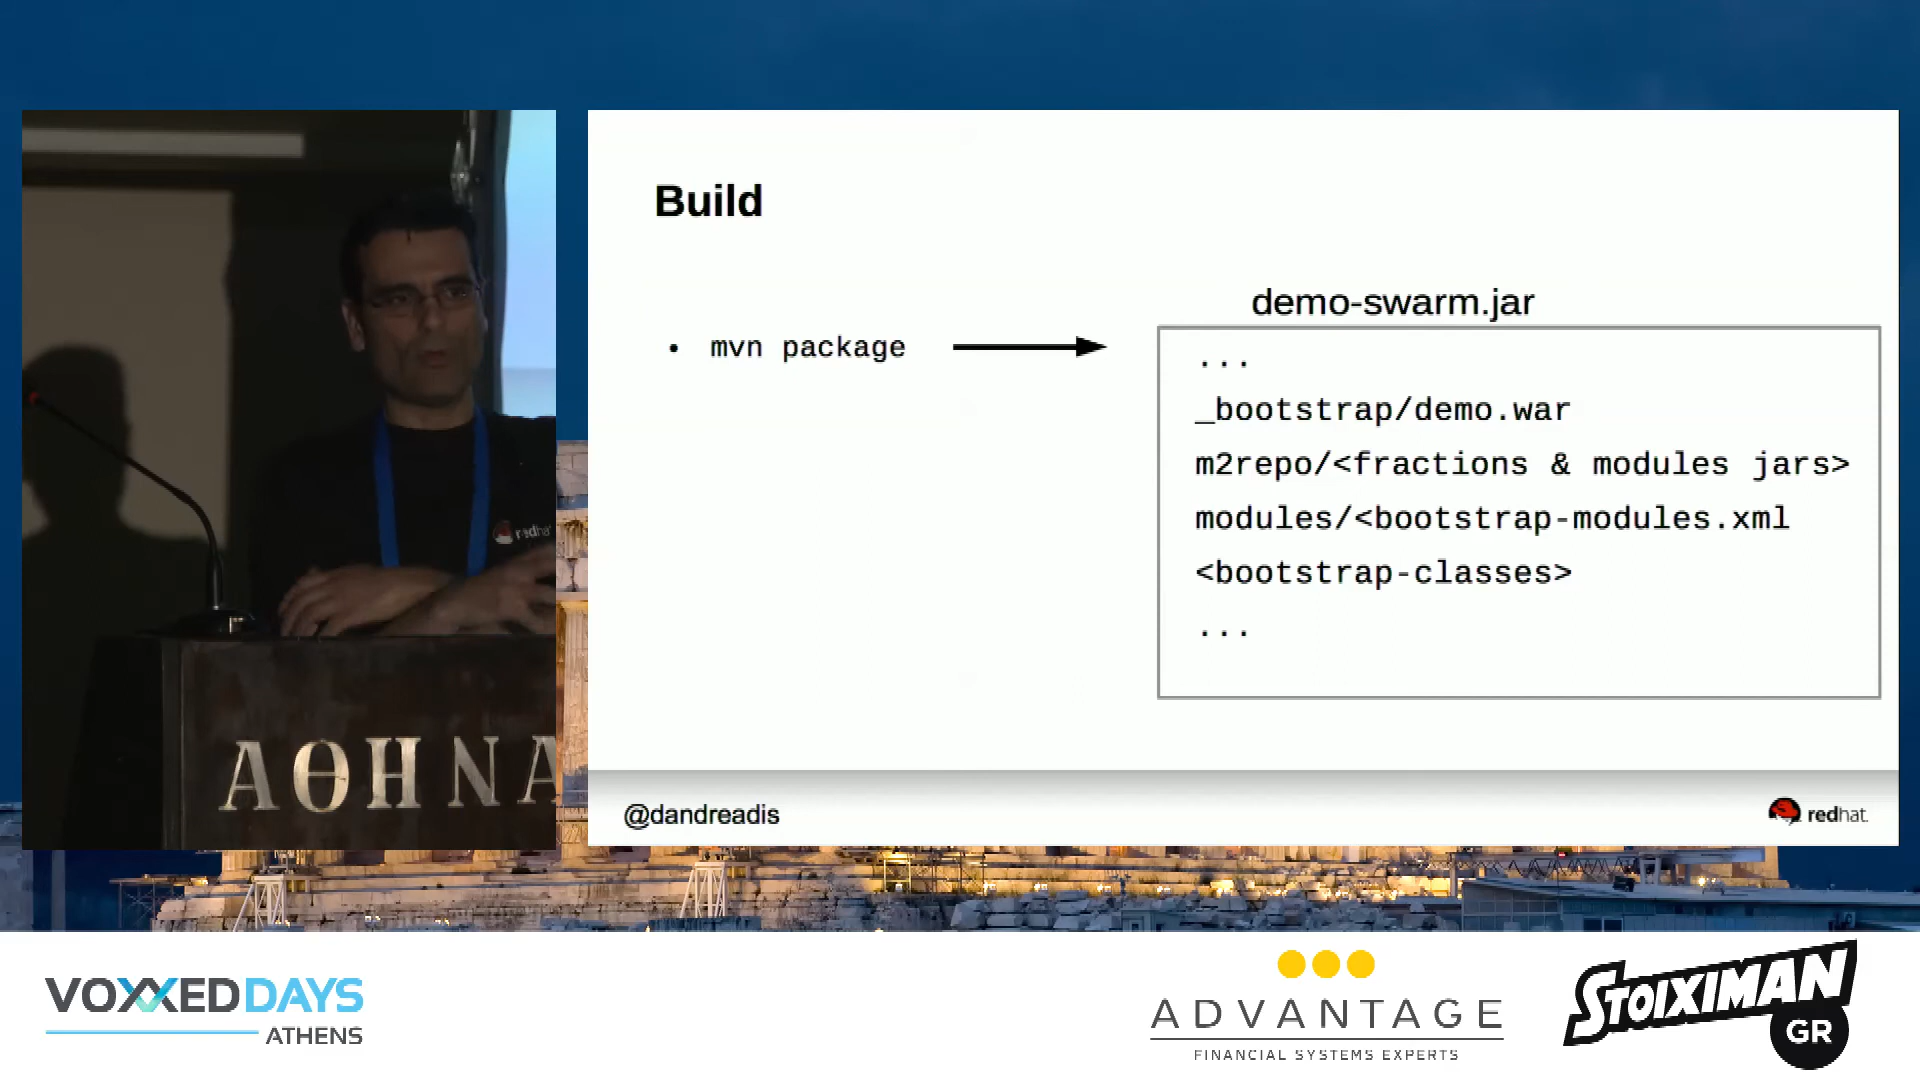 Build
demo-swarm.jar
• mvn package
...
_bootstrap/demo.war
m2repo/<fractions & modules jars>
modules/<bootstrap-modules.xml
<bootstrap-classes>
...
@dandreadis
redhat.
redhat
ΑΘΗΝΑ
VOXXEDDAYS
ATHENS
ADVANTAGE
FINANCIAL SYSTEMS EXPERTS
STOIXIMAN
GR